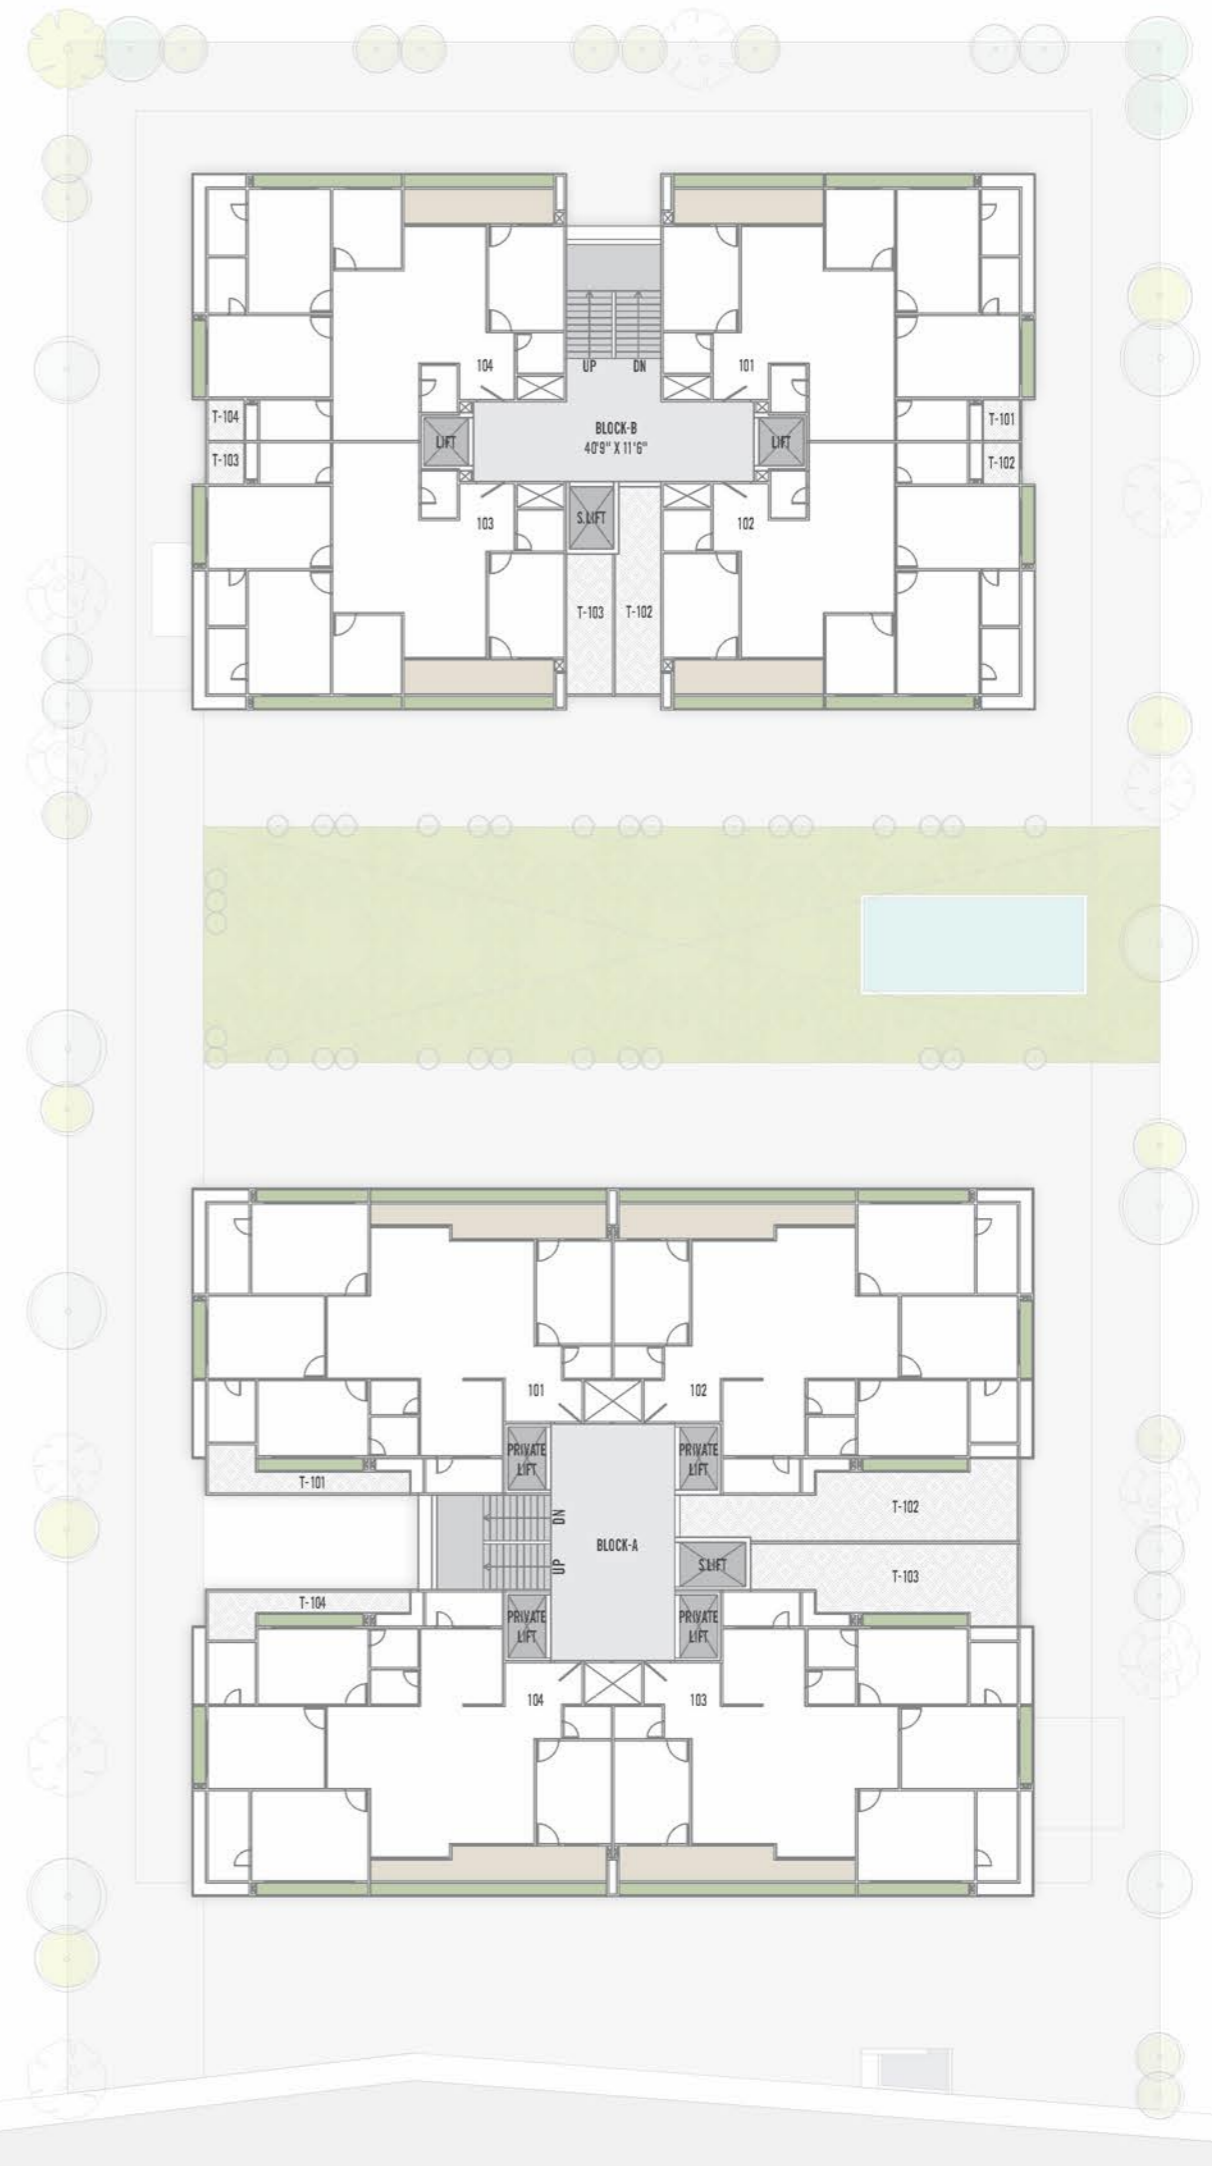 104
UP
DN
101
T-104
BLOCK-B
T-101
LIFT
40'9" X 11'6"
LIFT
T-103
T-102
103
S.LIFT
102
T-103
T-102
101
102
PRIVATE
LIFT
PRIVATE
LIFT
T-101
T-102
DN
BLOCK-A
UP
S.LIFT
T-103
T-104
PRIVATE
LIFT
PRIVATE
LIFT
104
103